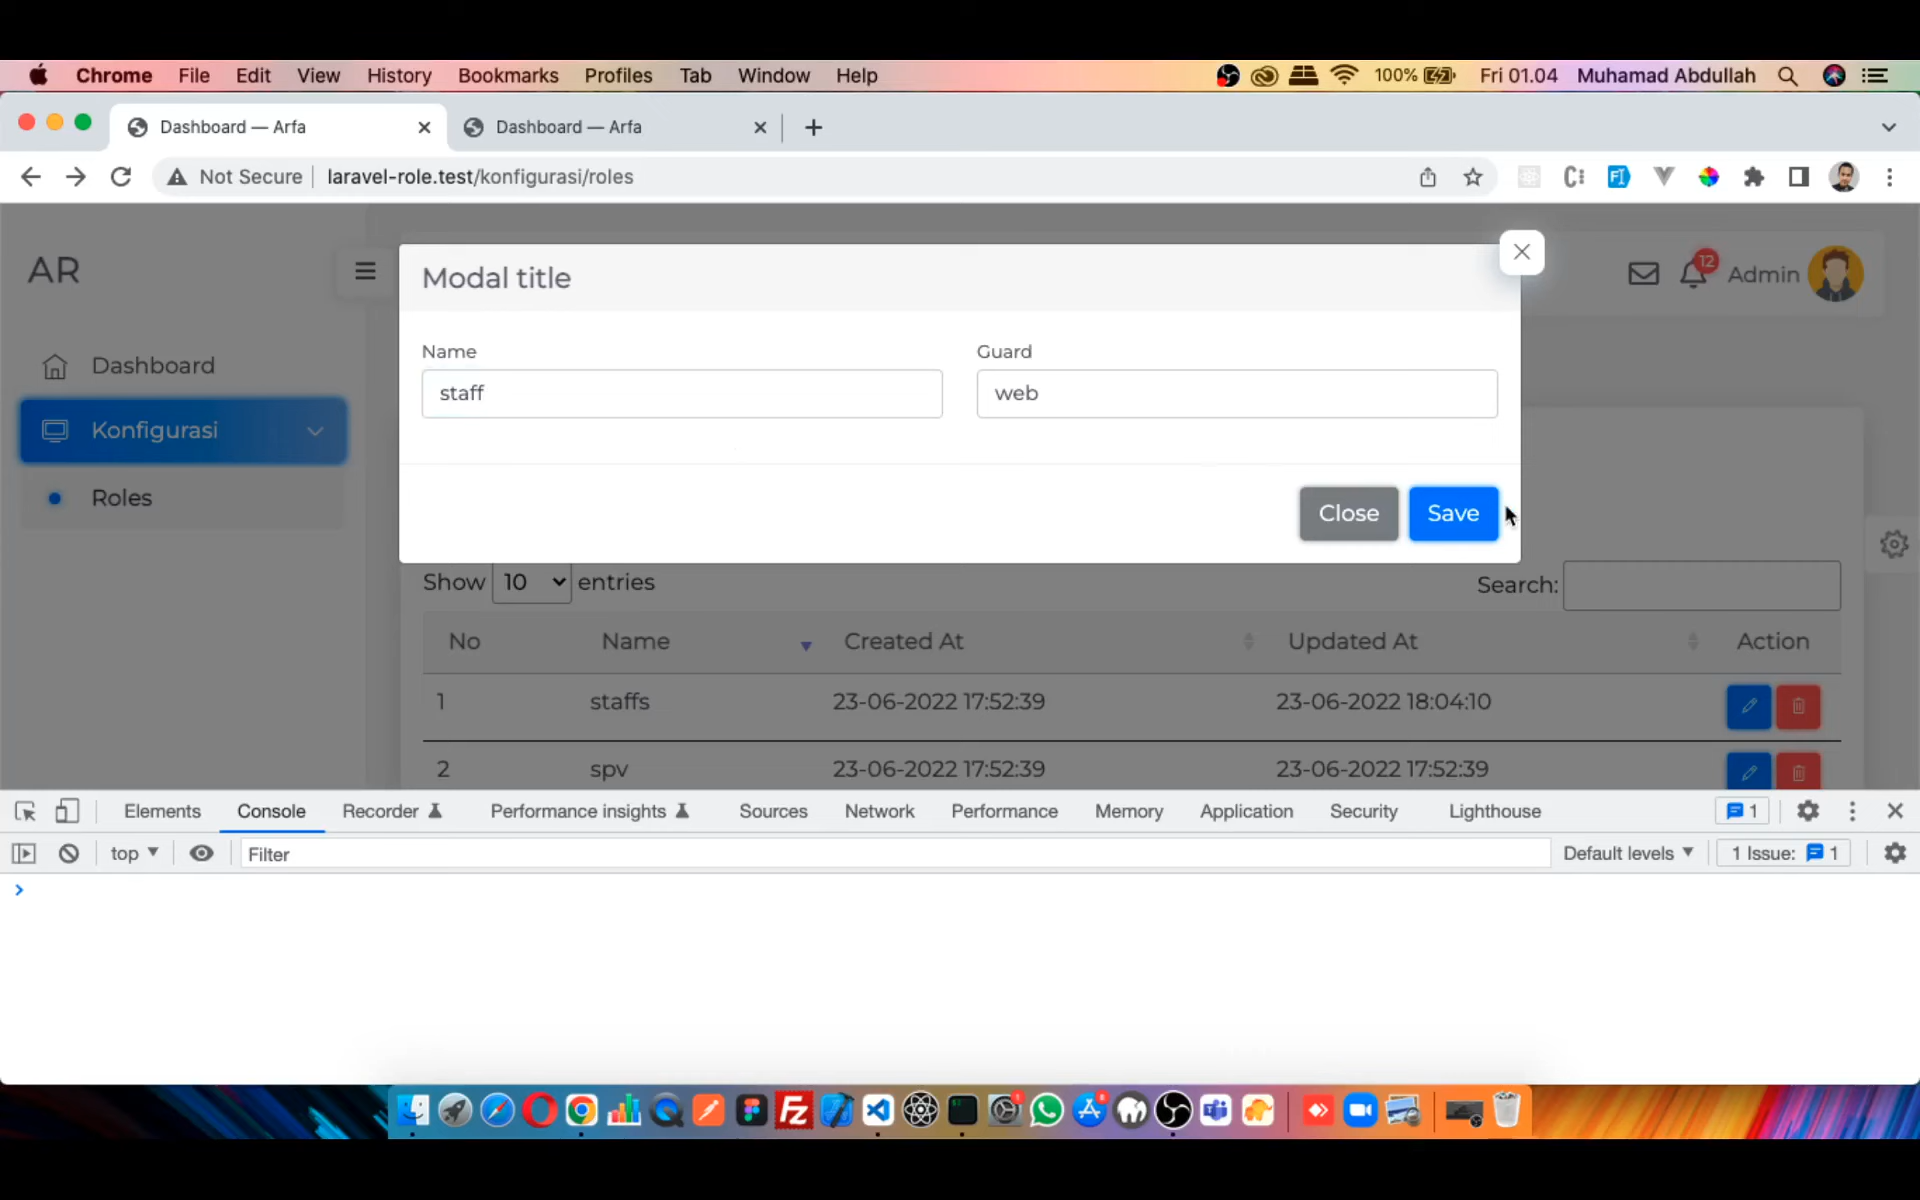 Chrome File Edit View History Bookmarks Profiles Tab Window Help 100% Fri 01.04 Muhamad Abdullah
Dashboard — Arfa Dashboard — Arfa
Not Secure laravel-role.test/konfigurasi/roles
AR
Modal title
12 Admin
Name Guard
staff web
Dashboard
Konfigurasi
Roles
Close Save
Show 10 entries Search:
No Name Created At Updated At Action
1 staffs 23-06-2022 17:52:39 23-06-2022 18:04:10
2 spv 23-06-2022 17:52:39 23-06-2022 17:52:39
Elements Console Recorder Performance insights Sources Network Performance Memory Application Security Lighthouse 1
top Filter Default levels 1 Issue: 1